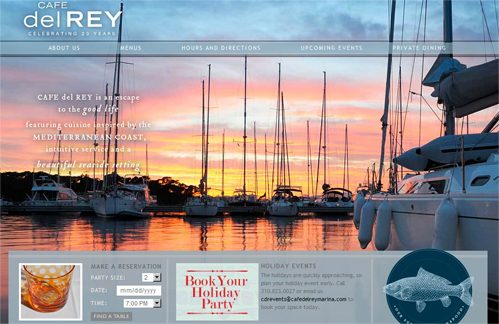 CAFE
del REY
CELEBRATING 20 YEARS
ABOUT US MENUS HOURS AND DIRECTIONS UPCOMING EVENTS PRIVATE DINING
CAFE del REY is an escape
to the good life
featuring cuisine inspired by the
MEDITERRANEAN COAST,
intuitive service and a
beautiful seaside setting
MAKE A RESERVATION
PARTY SIZE: 2
DATE: mm/dd/yyyy
TIME: 7:00 PM
FIND A TABLE
Book Your
Holiday
Party
HOLIDAY EVENTS
The holidays are quickly approaching, so
plan your holiday event early. Call
310.823.0017 or email us
cdrevents@cafedelreymarina.com to
book your space today.